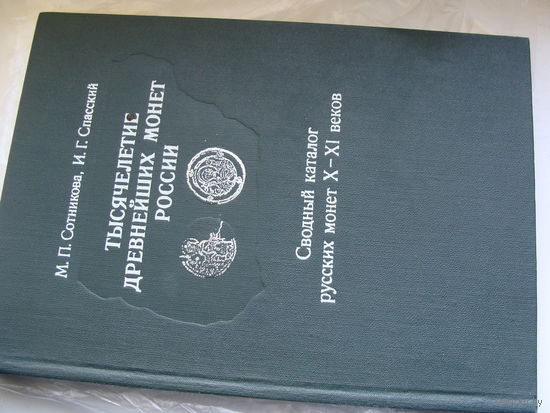 М. П. Сотникова, И. Г. Спасский
ТЫСЯЧЕЛЕТИЕ
ДРЕВНЕЙШИХ МОНЕТ
РОССИИ
Сводный каталог
русских монет X–XI веков